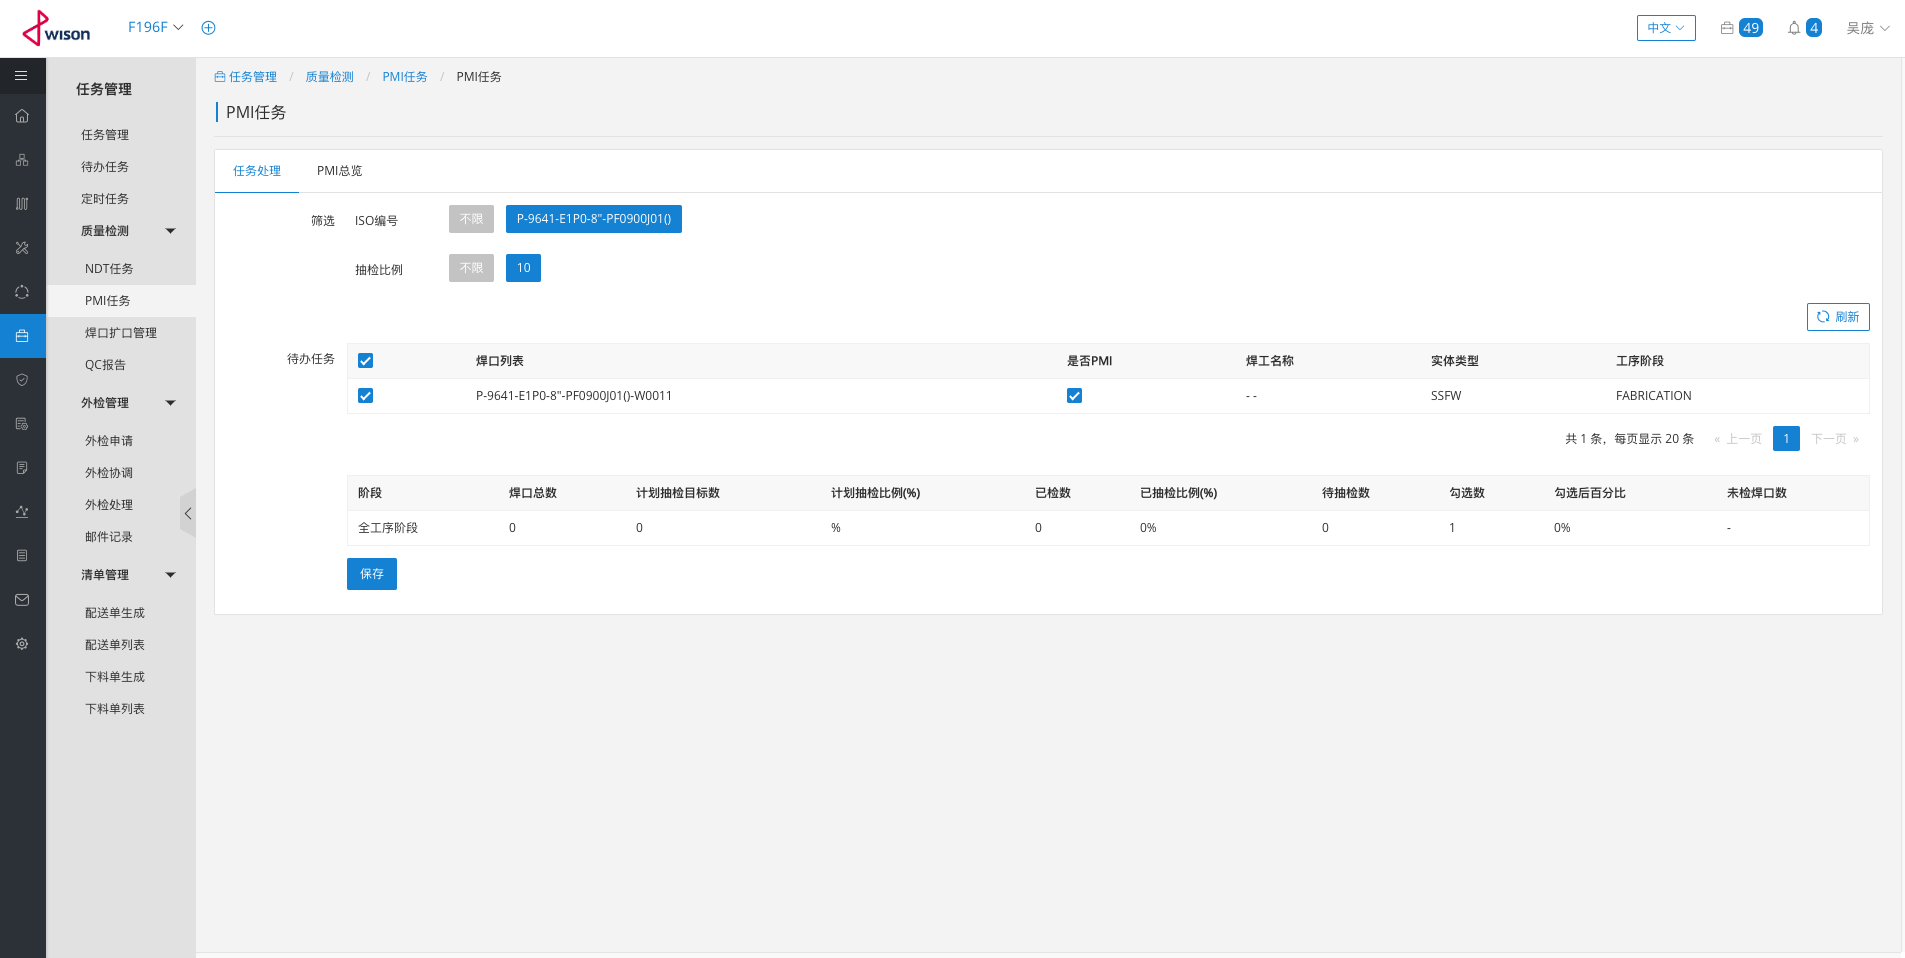 wison
F196F
中文
49
4
吴庞
任务管理
任务管理
待办任务
定时任务
质量检测
NDT任务
PMI任务
焊口扩口管理
QC报告
外检管理
外检申请
外检协调
外检处理
邮件记录
清单管理
配送单生成
配送单列表
下料单生成
下料单列表
任务管理 / 质量检测 / PMI任务 / PMI任务
PMI任务
任务处理 PMI总览
筛选 ISO编号 不限 P-9641-E1P0-8"-PF0900J01()
抽检比例 不限 10
刷新
待办任务 焊口列表 是否PMI 焊工名称 实体类型 工序阶段
P-9641-E1P0-8"-PF0900J01()-W0011 - - SSFW FABRICATION
共 1 条，每页显示 20 条 « 上一页 1 下一页 »
阶段 焊口总数 计划抽检目标数 计划抽检比例(%) 已检数 已抽检比例(%) 待抽检数 勾选数 勾选后百分比 未检焊口数
全工序阶段 0 0 % 0 0% 0 1 0% -
保存